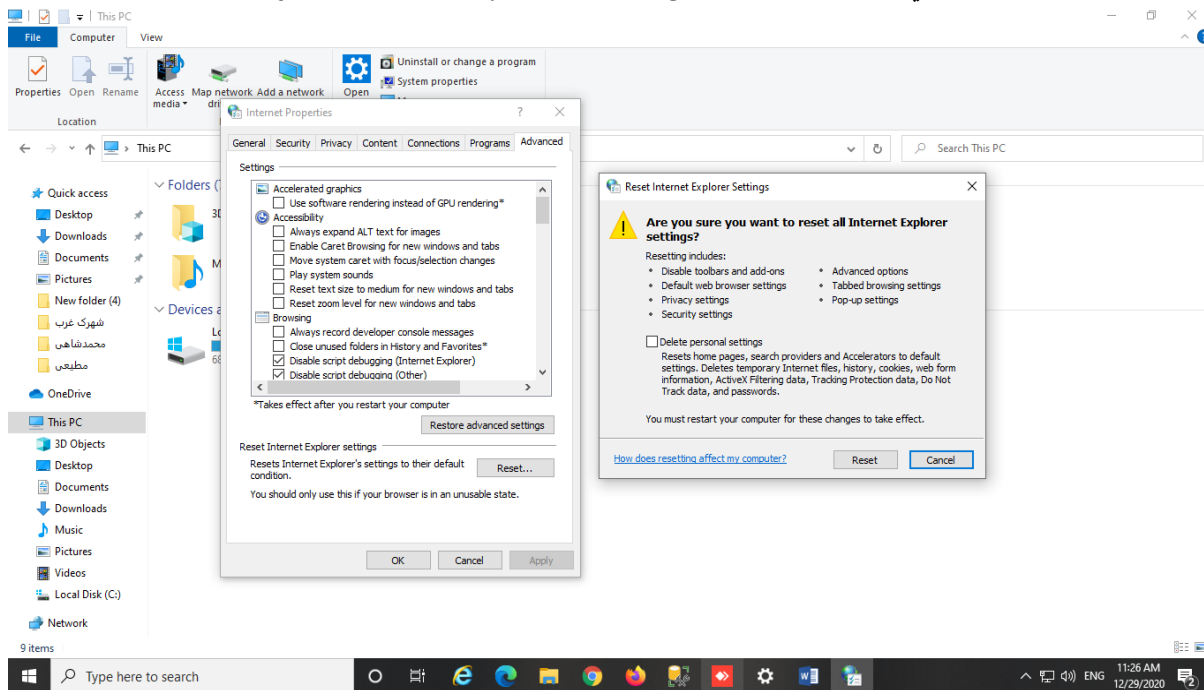 This PC
File Computer View
Properties Open Rename
Access media
Map network
Add a network
Open
Uninstall or change a program
System properties
Location
This PC
Search This PC
Quick access
Desktop
Downloads
Documents
Pictures
New folder (4)
شهرک غرب
محمدشاهی
مطیعی
OneDrive
This PC
3D Objects
Desktop
Documents
Downloads
Music
Pictures
Videos
Local Disk (C:)
Network
9 items
Folders (
Devices
Internet Properties
General Security Privacy Content Connections Programs Advanced
Settings
Accelerated graphics
Use software rendering instead of GPU rendering*
Accessibility
Always expand ALT text for images
Enable Caret Browsing for new windows and tabs
Move system caret with focus/selection changes
Play system sounds
Reset text size to medium for new windows and tabs
Reset zoom level for new windows and tabs
Browsing
Always record developer console messages
Close unused folders in History and Favorites*
Disable script debugging (Internet Explorer)
Disable script debugging (Other)
*Takes effect after you restart your computer
Restore advanced settings
Reset Internet Explorer settings
Resets Internet Explorer's settings to their default
condition.
Reset...
You should only use this if your browser is in an unusable state.
OK Cancel Apply
Reset Internet Explorer Settings
Are you sure you want to reset all Internet Explorer
settings?
Resetting includes:
• Disable toolbars and add-ons
• Default web browser settings
• Privacy settings
• Security settings
• Advanced options
• Tabbed browsing settings
• Pop-up settings
Delete personal settings
Resets home pages, search providers and Accelerators to default
settings. Deletes temporary Internet files, history, cookies, web form
information, ActiveX Filtering data, Tracking Protection data, Do Not
Track data, and passwords.
You must restart your computer for these changes to take effect.
How does resetting affect my computer?
Reset Cancel
Type here to search
ENG
11:26 AM
12/29/2020
2